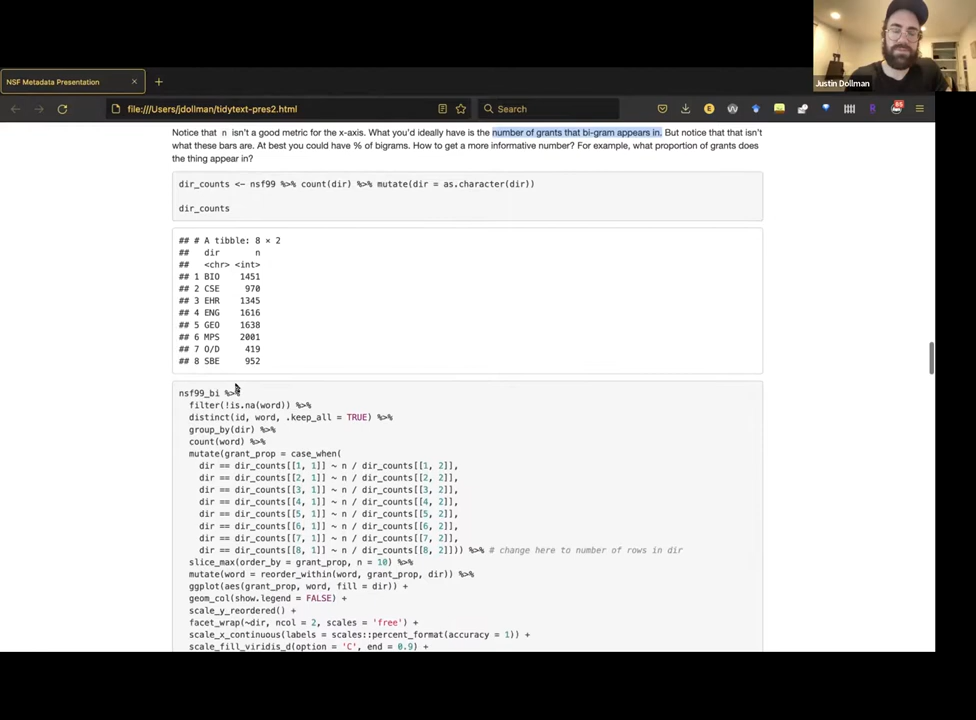 Justin Dollman
NSF Metadata Presentation
file:///Users/jdollman/tidytext-pres2.html
Search
Notice that n isn't a good metric for the x-axis. What you'd ideally have is the number of grants that bi-gram appears in. But notice that that isn't
what these bars are. At best you could have % of bigrams. How to get a more informative number? For example, what proportion of grants does
the thing appear in?
dir_counts <- nsf99 %>% count(dir) %>% mutate(dir = as.character(dir))
dir_counts
## # A tibble: 8 × 2
## dir n
## <chr> <int>
## 1 BIO 1451
## 2 CSE 970
## 3 EHR 1345
## 4 ENG 1616
## 5 GEO 1638
## 6 MPS 2001
## 7 O/D 419
## 8 SBE 952
nsf99_bi %>%
filter(!is.na(word)) %>%
distinct(id, word, .keep_all = TRUE) %>%
group_by(dir) %>%
count(word) %>%
mutate(grant_prop = case_when(
dir == dir_counts[[1, 1]] ~ n / dir_counts[[1, 2]],
dir == dir_counts[[2, 1]] ~ n / dir_counts[[2, 2]],
dir == dir_counts[[3, 1]] ~ n / dir_counts[[3, 2]],
dir == dir_counts[[4, 1]] ~ n / dir_counts[[4, 2]],
dir == dir_counts[[5, 1]] ~ n / dir_counts[[5, 2]],
dir == dir_counts[[6, 1]] ~ n / dir_counts[[6, 2]],
dir == dir_counts[[7, 1]] ~ n / dir_counts[[7, 2]],
dir == dir_counts[[8, 1]] ~ n / dir_counts[[8, 2]])) %>% # change here to number of rows in dir
slice_max(order_by = grant_prop, n = 10) %>%
mutate(word = reorder_within(word, grant_prop, dir)) %>%
ggplot(aes(grant_prop, word, fill = dir)) +
geom_col(show.legend = FALSE) +
scale_y_reordered() +
facet_wrap(~dir, ncol = 2, scales = 'free') +
scale_x_continuous(labels = scales::percent_format(accuracy = 1)) +
scale_fill_viridis_d(option = 'C', end = 0.9) +